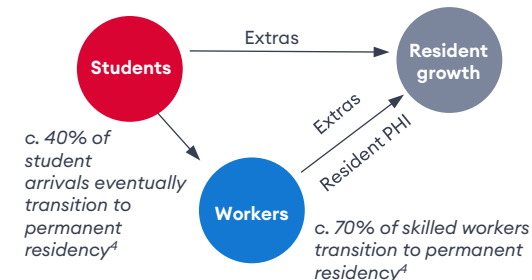 Extras
Students
Resident
growth
Extras
Resident PHI
c. 40% of
student
arrivals eventually
transition to
permanent
residency⁴
Workers
c. 70% of skilled workers
transition to permanent
residency⁴